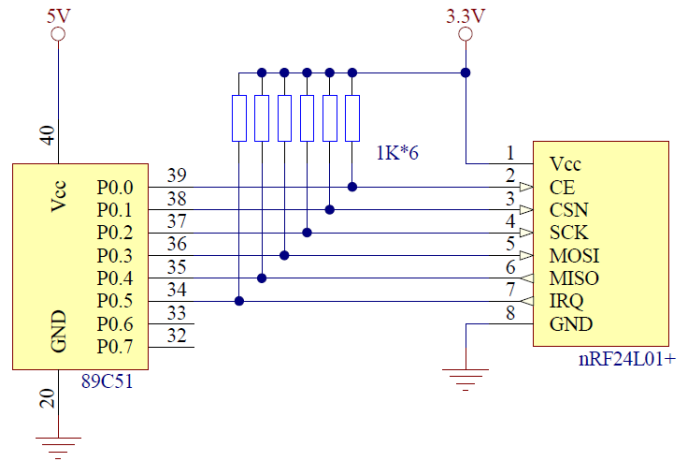 5V
3.3V
40
1K*6
Vcc
P0.0 39
P0.1 38
P0.2 37
P0.3 36
P0.4 35
P0.5 34
P0.6 33
P0.7 32
GND
20
89C51
1 Vcc
2 CE
3 CSN
4 SCK
5 MOSI
6 MISO
7 IRQ
8 GND
nRF24L01+